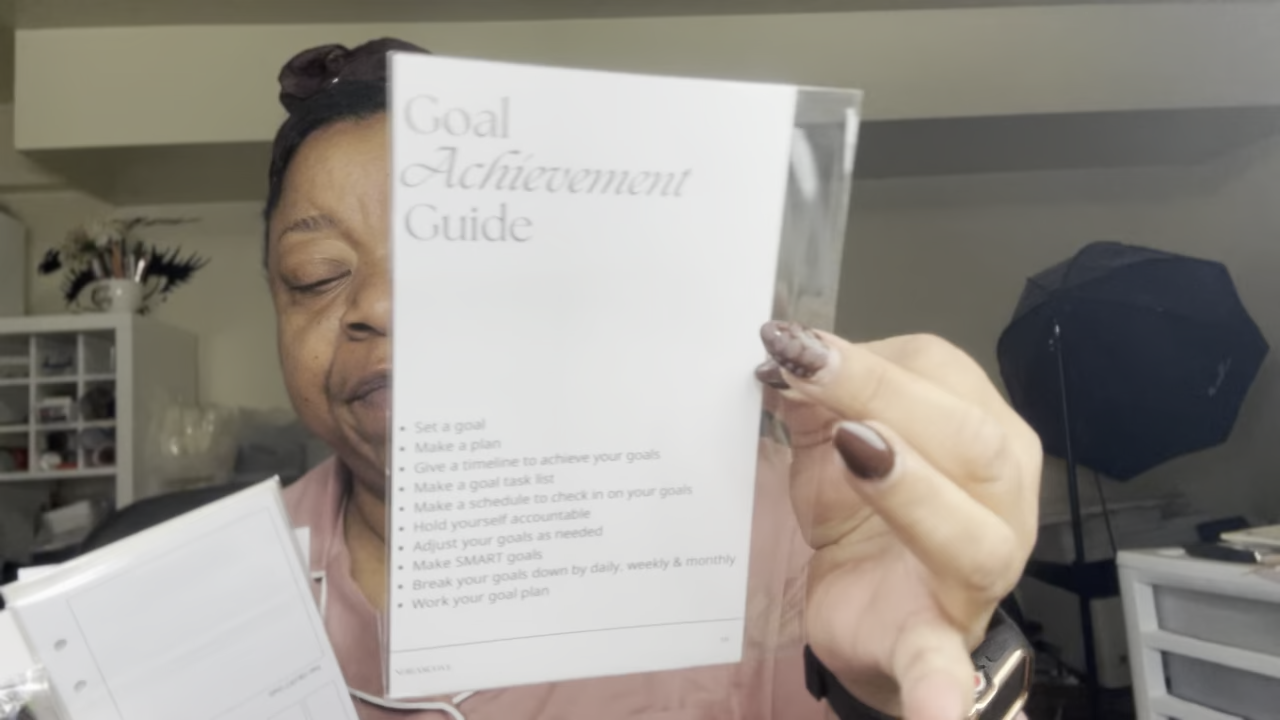 Goal
Achievement
Guide
• Set a goal
• Make a plan
• Give a timeline to achieve your goals
• Make a goal task list
• Make a schedule to check in on your goals
• Hold yourself accountable
• Adjust your goals as needed
• Make SMART goals
• Break your goals down by daily, weekly & monthly
• Work your goal plan